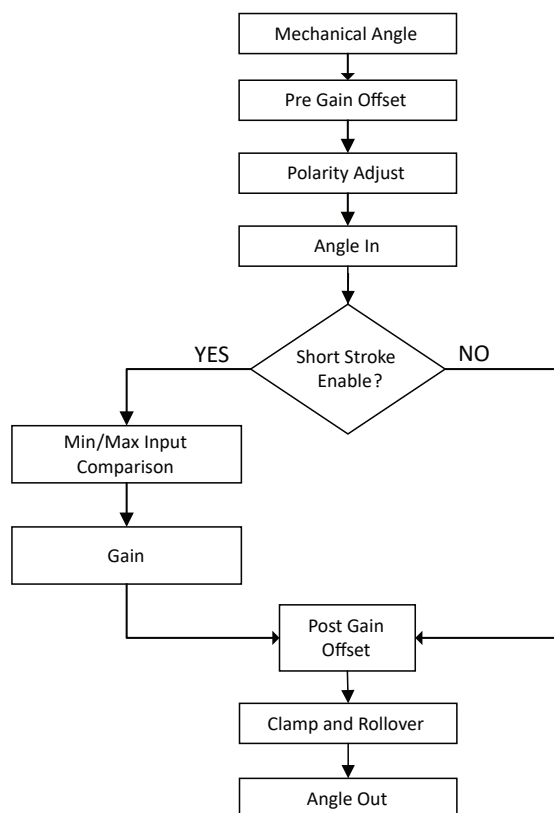 Mechanical Angle
Pre Gain Offset
Polarity Adjust
Angle In
Short Stroke
Enable?
YES
NO
Min/Max Input
Comparison
Gain
Post Gain
Offset
Clamp and Rollover
Angle Out